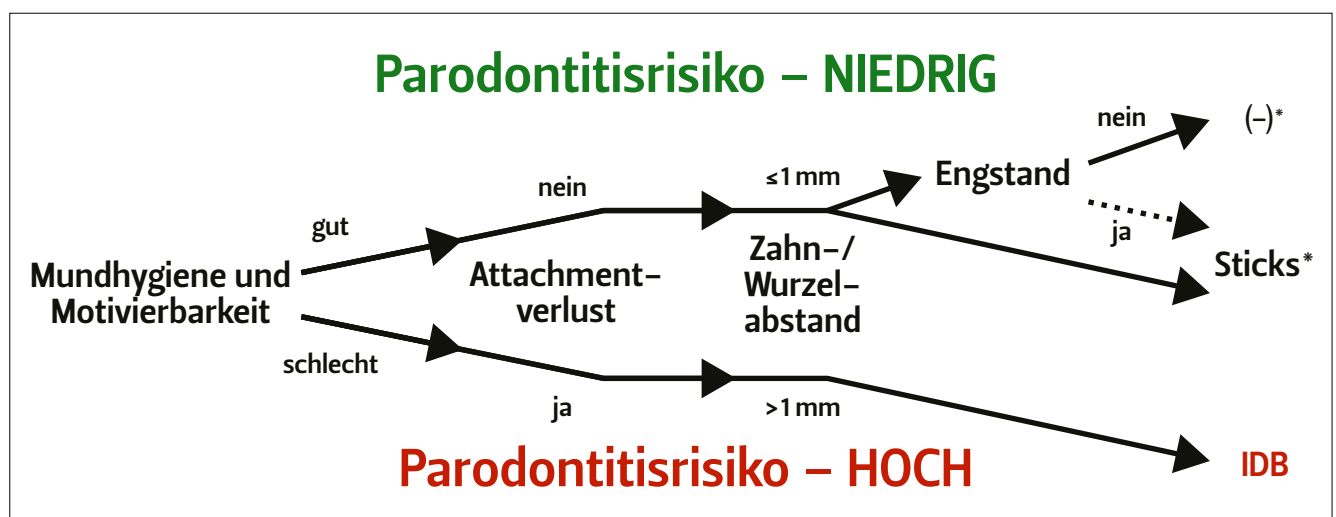 Parodontitisrisiko – NIEDRIG
nein
(–)*
≤1 mm
Engstand
nein
gut
ja
Mundhygiene und
Motivierbarkeit
Attachment–
verlust
Zahn–/
Wurzel–
abstand
Sticks*
schlecht
ja
>1 mm
Parodontitisrisiko – HOCH
IDB